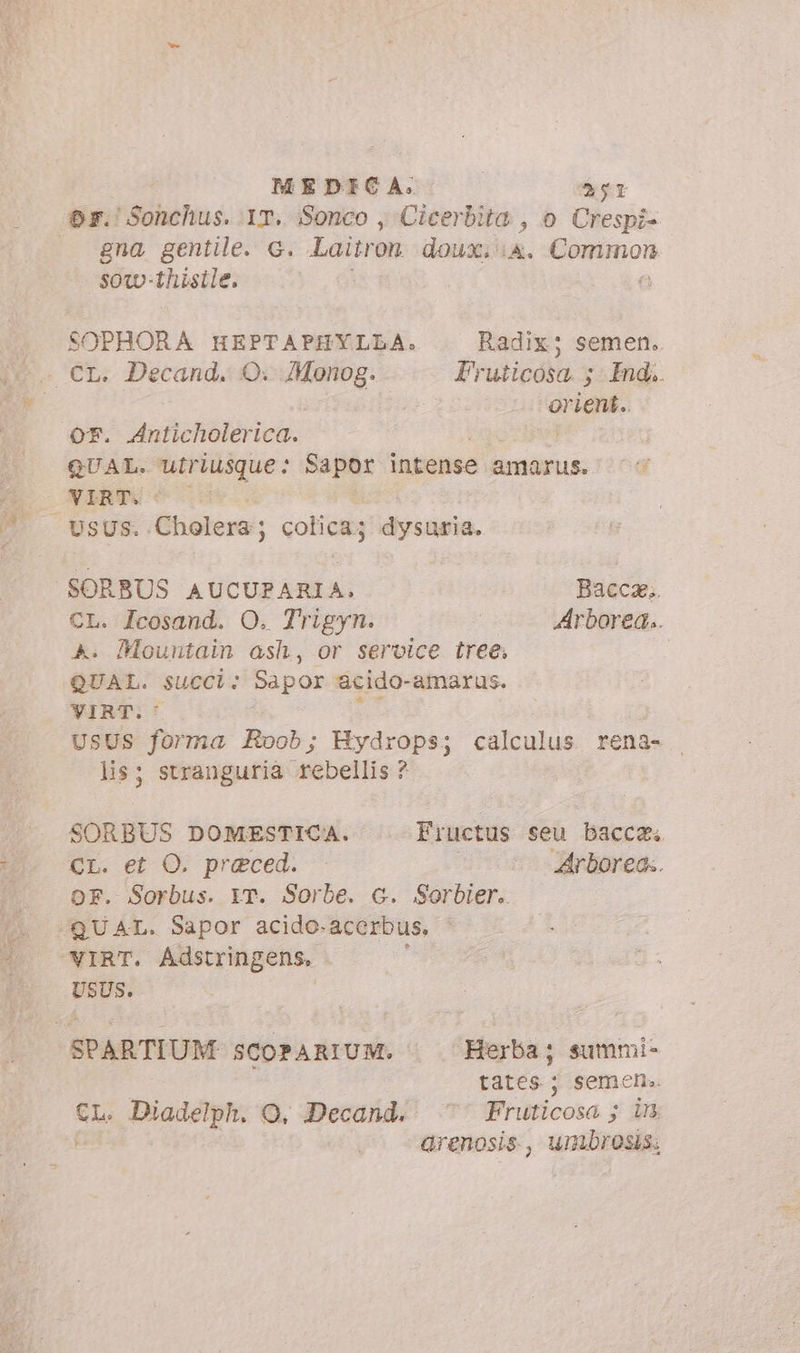 MEDICA. 251
OF. Sonchus. IT. Sonco, Cicerbita, o Crespi-
gna gentile. G. Laitron doux. A. Common
sow-thistle.
SOPHORA HEPTAPHYLLA. Radix; semen.
CL. Decand. O. Monog. Fruticosa; Ind.
orient.
OF. Anticholerica.
QUAL. utriusque: Sapor intense amarus.
VIRT.
USUS. Cholera; colica; dysuria.
SORBUS AUCUPARIA. Baccæ.
CL. Icosand. O. Trigyn. Arborea.
A. Mountain ash, or service tree.
QUAL. succi: Sapor acido-amarus.
VIRT.
USUS forma Roob; Hydrops; calculus rena-
lis; stranguria rebellis?
SORBUS DOMESTICA. Fructus seu baccæ.
CL. et O. præced. Arborea.
OF. Sorbus. IT. Sorbe. G. Sorbier.
QUAL. Sapor acido-acerbus.
VIRT. Adstringens.
USUS.
SPARTIUM SCOPARIUM. Herba; summi-
tates; semen.
CL. Diadelph. O. Decand. Fruticosa; in
arenosis, umbrosis.